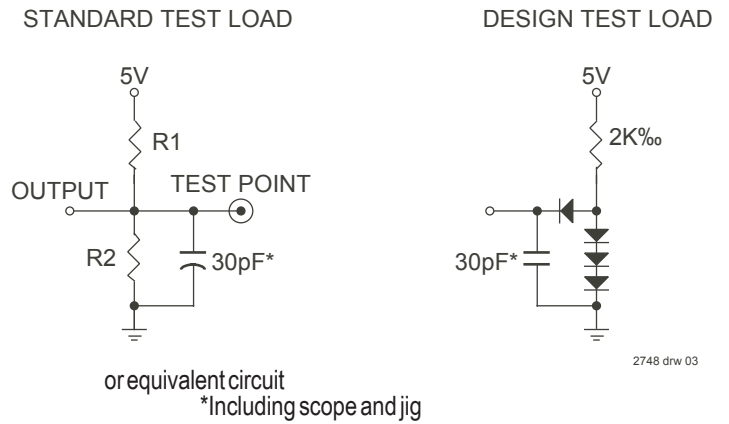 STANDARD TEST LOAD
5V
R1
OUTPUT
TEST POINT
R2
30pF*
DESIGN TEST LOAD
5V
2K‰
30pF*
2748 drw 03
or equivalent circuit
*Including scope and jig